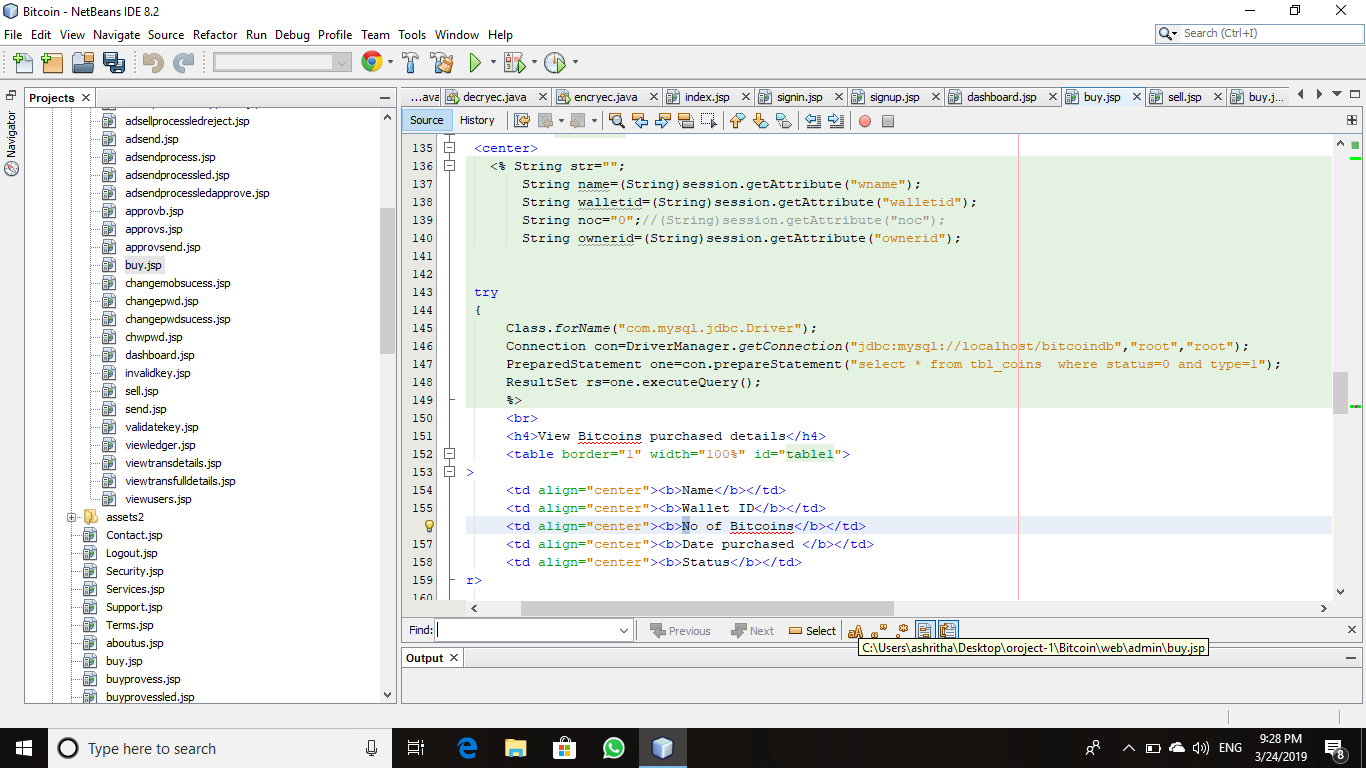 Bitcoin - NetBeans IDE 8.2
File Edit View Navigate Source Refactor Run Debug Profile Team Tools Window Help
Search (Ctrl+I)
Projects
Navigator
adsellprocessledreject.jsp
adsend.jsp
adsendprocess.jsp
adsendprocessled.jsp
adsendprocessledapprove.jsp
approvb.jsp
approvs.jsp
approvsend.jsp
buy.jsp
changemobsucess.jsp
changepwd.jsp
changepwdsucess.jsp
chwpwd.jsp
dashboard.jsp
invalidkey.jsp
sell.jsp
send.jsp
validatekey.jsp
viewledger.jsp
viewtransdetails.jsp
viewtransfulldetails.jsp
viewusers.jsp
assets2
Contact.jsp
Logout.jsp
Security.jsp
Services.jsp
Support.jsp
Terms.jsp
aboutus.jsp
buy.jsp
buyprovess.jsp
buyprovessled.jsp
...ava decryec.java encryec.java index.jsp signin.jsp signup.jsp dashboard.jsp buy.jsp sell.jsp buy.j...
Source History
135 <center>
136 <% String str="";
137 String name=(String)session.getAttribute("wname");
138 String walletid=(String)session.getAttribute("walletid");
139 String noc="0";//(String)session.getAttribute("noc");
140 String ownerid=(String)session.getAttribute("ownerid");
141
142
143 try
144 {
145 Class.forName("com.mysql.jdbc.Driver");
146 Connection con=DriverManager.getConnection("jdbc:mysql://localhost/bitcoindb","root","root");
147 PreparedStatement one=con.prepareStatement("select * from tbl_coins  where status=0 and type=1");
148 ResultSet rs=one.executeQuery();
149 %>
150 <br>
151 <h4>View Bitcoins purchased details</h4>
152 <table border="1" width="100%" id="table1">
153 >
154 <td align="center"><b>Name</b></td>
155 <td align="center"><b>Wallet ID</b></td>
<td align="center"><b>No of Bitcoins</b></td>
157 <td align="center"><b>Date purchased </b></td>
158 <td align="center"><b>Status</b></td>
159 r>
160
Find: Previous Next Select
C:\Users\ashritha\Desktop\oroject-1\Bitcoin\web\admin\buy.jsp
Output
Type here to search
ENG
9:28 PM
3/24/2019
8